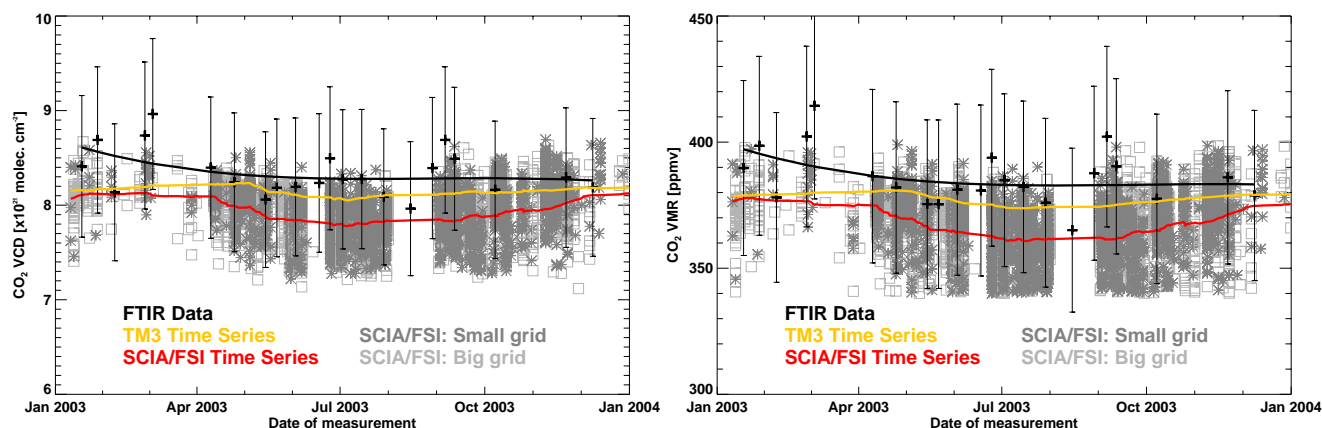 10
9
8
7
6
CO₂ VCD [x10²¹ molec. cm⁻²]
FTIR Data
TM3 Time Series
SCIA/FSI: Small grid
SCIA/FSI Time Series
SCIA/FSI: Big grid
Jan 2003
Apr 2003
Jul 2003
Oct 2003
Jan 2004
Date of measurement
450
400
350
300
CO₂ VMR [ppmv]
FTIR Data
TM3 Time Series
SCIA/FSI: Small grid
SCIA/FSI Time Series
SCIA/FSI: Big grid
Jan 2003
Apr 2003
Jul 2003
Oct 2003
Jan 2004
Date of measurement